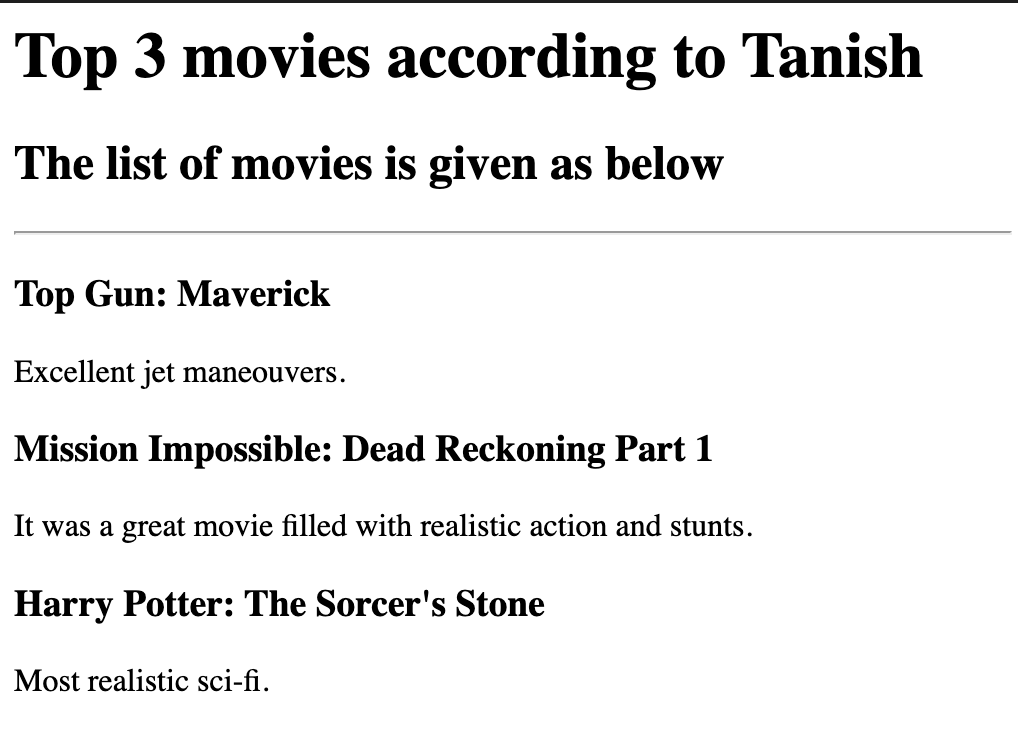 Top 3 movies according to Tanish
The list of movies is given as below
Top Gun: Maverick
Excellent jet maneouvers.
Mission Impossible: Dead Reckoning Part 1
It was a great movie filled with realistic action and stunts.
Harry Potter: The Sorcer's Stone
Most realistic sci-fi.